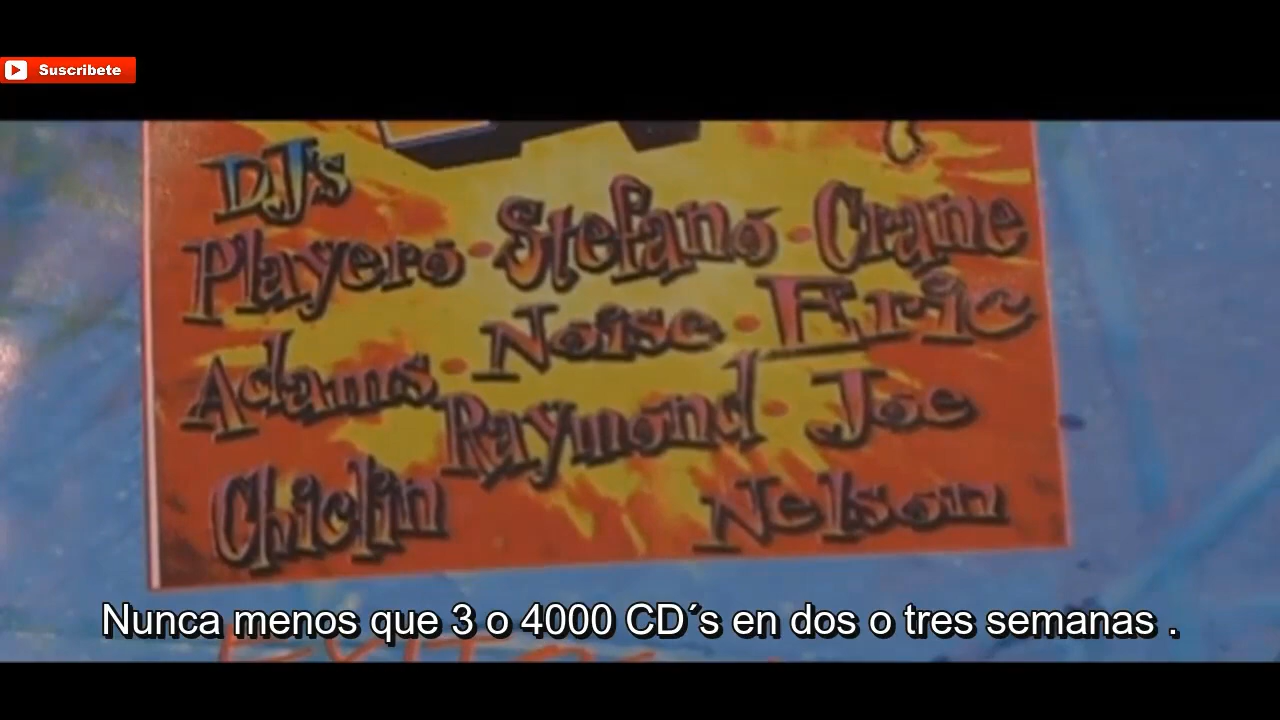 Suscribete
DJ's
Playero • Stefano • Crane
Adams • Noise • Eric
Raymond • Joe
Chiclin Nelson
Nunca menos que 3 o 4000 CD´s en dos o tres semanas .